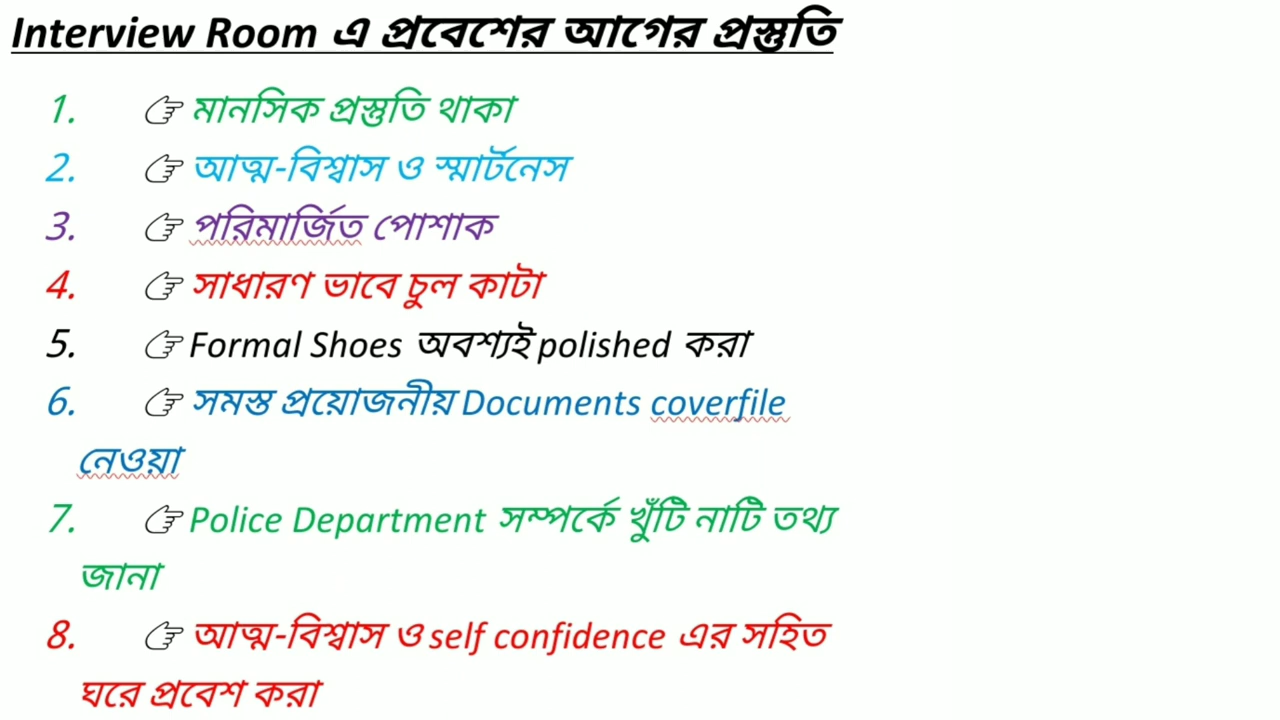 Interview Room এ প্রবেশের আগের প্রস্তুতি
1. 👉 মানসিক প্রস্তুতি থাকা
2. 👉 আত্ম-বিশ্বাস ও স্মার্টনেস
3. 👉 পরিমার্জিত পোশাক
4. 👉 সাধারণ ভাবে চুল কাটা
5. 👉 Formal Shoes অবশ্যই polished করা
6. 👉 সমস্ত প্রয়োজনীয় Documents coverfile
নেওয়া
7. 👉 Police Department সম্পর্কে খুঁটি নাটি তথ্য
জানা
8. 👉 আত্ম-বিশ্বাস ও self confidence এর সহিত
ঘরে প্রবেশ করা